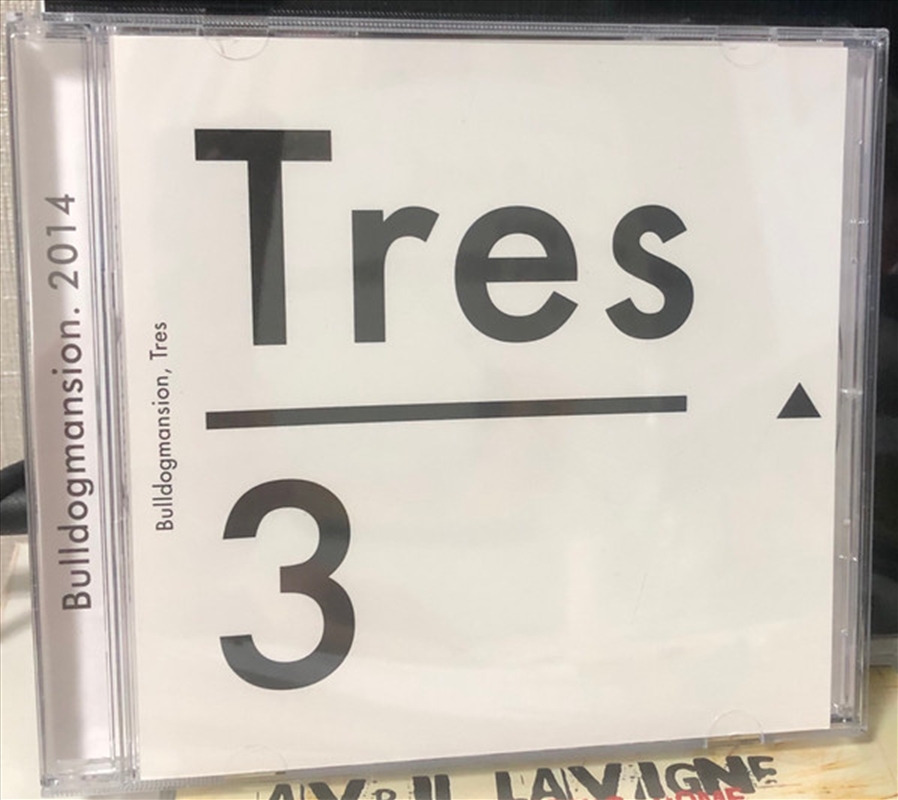 Bulldogmansion. 2014
Bulldogmansion, Tres
Tres
3
AVRIL LAVIGNE